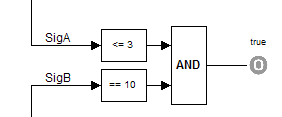 true
SigA
<= 3
AND
SigB
== 10